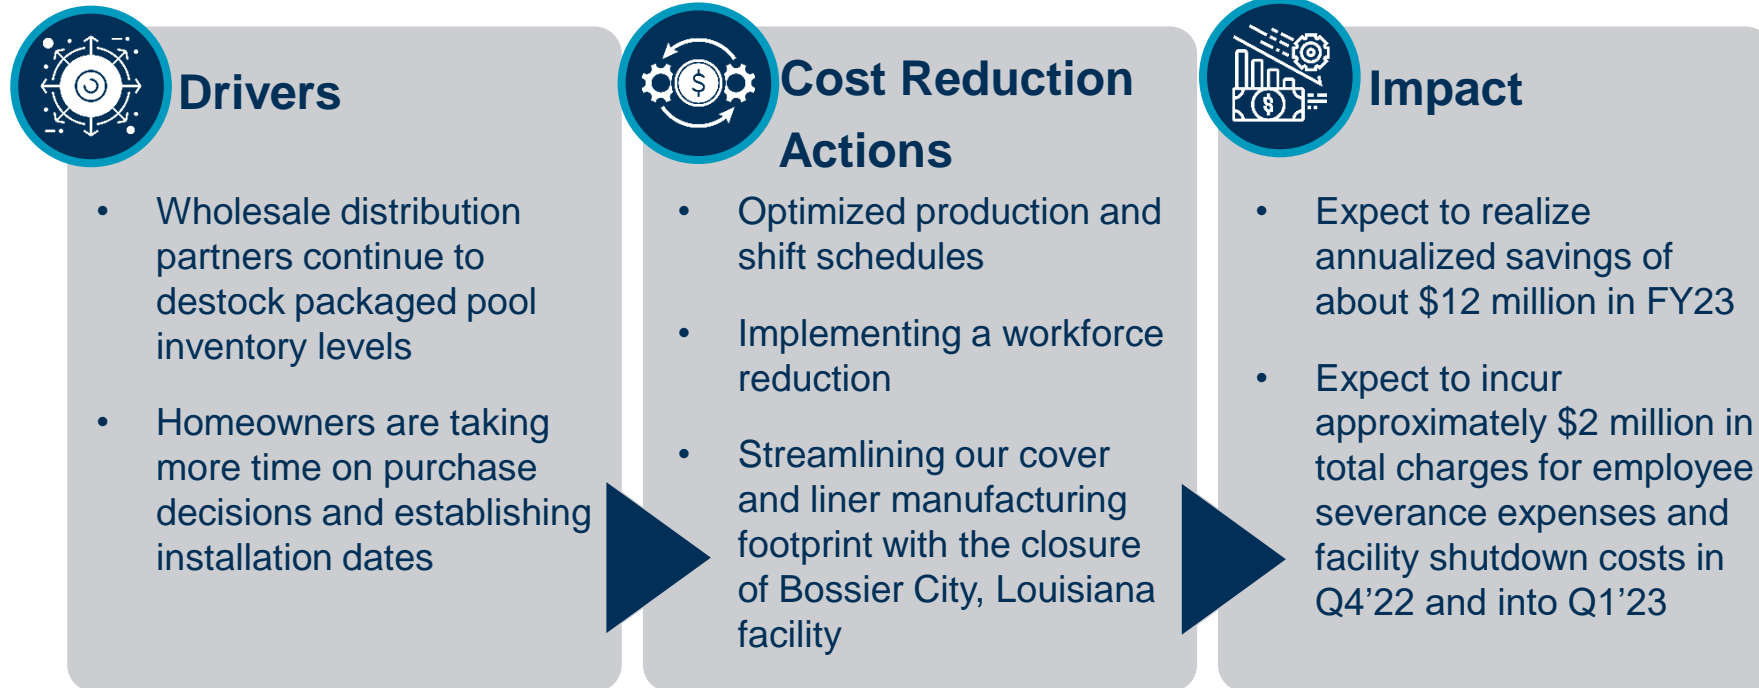 Drivers
• Wholesale distribution
partners continue to
destock packaged pool
inventory levels
• Homeowners are taking
more time on purchase
decisions and establishing
installation dates
Cost Reduction
Actions
• Optimized production and
shift schedules
• Implementing a workforce
reduction
• Streamlining our cover
and liner manufacturing
footprint with the closure
of Bossier City, Louisiana
facility
Impact
• Expect to realize
annualized savings of
about $12 million in FY23
• Expect to incur
approximately $2 million in
total charges for employee
severance expenses and
facility shutdown costs in
Q4’22 and into Q1’23